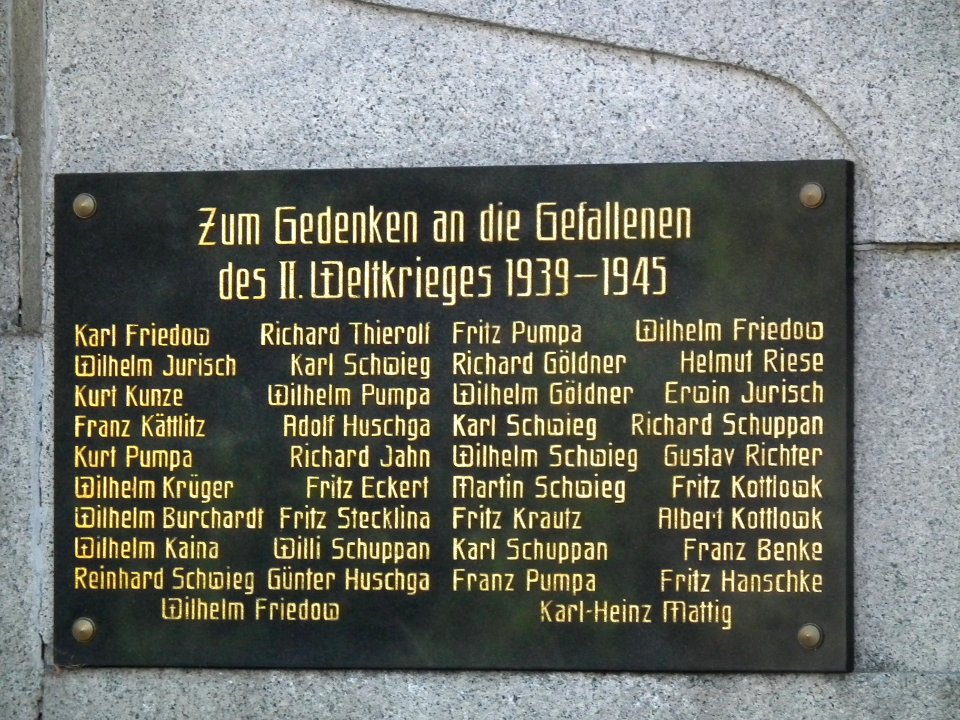 Zum Gedenken an die Gefallenen
des II. Weltkrieges 1939–1945
Karl Friedow Richard Thierolf Fritz Pumpa Wilhelm Friedow
Wilhelm Jurisch Karl Schwieg Richard Göldner Helmut Riese
Kurt Kunze Wilhelm Pumpa Wilhelm Göldner Erwin Jurisch
Franz Kättlitz Adolf Huschga Karl Schwieg Richard Schuppan
Kurt Pumpa Richard Jahn Wilhelm Schwieg Gustav Richter
Wilhelm Krüger Fritz Eckert Martin Schwieg Fritz Kottlowk
Wilhelm Burchardt Fritz Stecklina Fritz Krautz Albert Kottlowk
Wilhelm Kaina Willi Schuppan Karl Schuppan Franz Benke
Reinhard Schwieg Günter Huschga Franz Pumpa Fritz Hanschke
Wilhelm Friedow Karl-Heinz Mattig